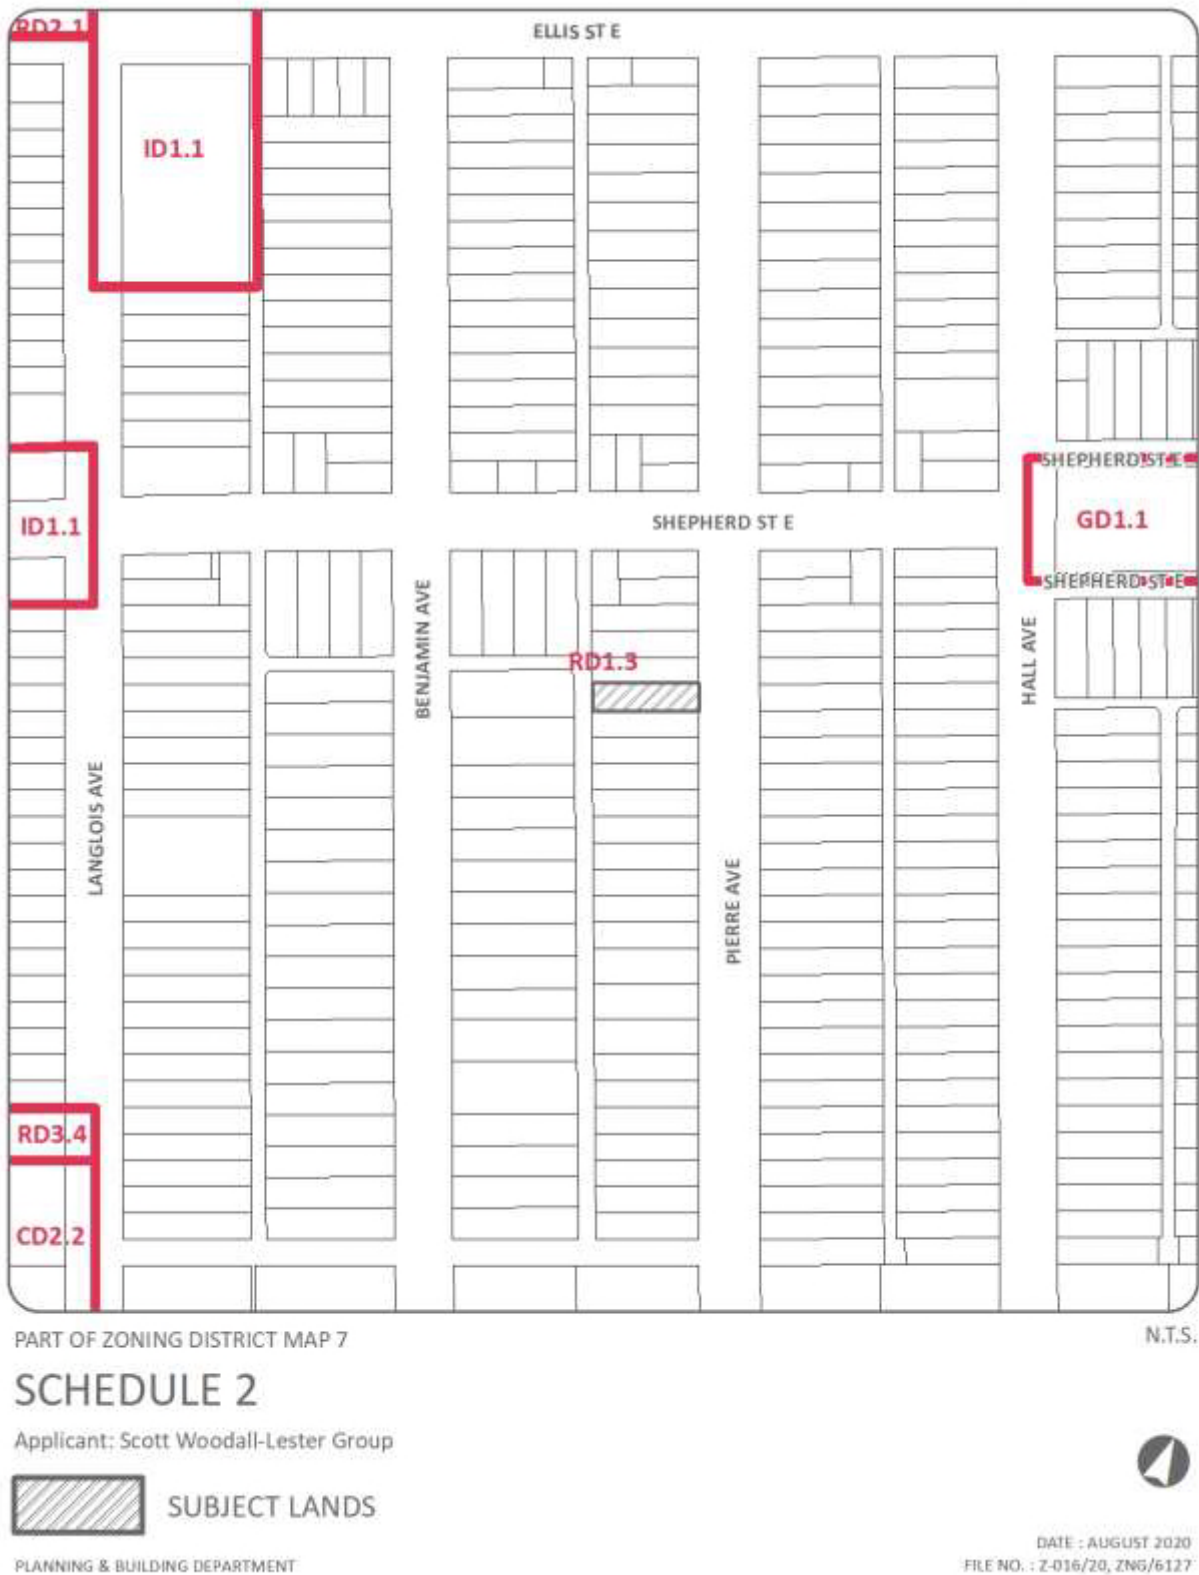 RD2.1
ELLIS ST E
ID1.1
SHEPHERD ST E
ID1.1
SHEPHERD ST E
GD1.1
SHEPHERD ST E
BENJAMIN AVE
HALL AVE
RD1.3
LANGLOIS AVE
PIERRE AVE
RD3.4
CD2.2
PART OF ZONING DISTRICT MAP 7
N.T.S.
SCHEDULE 2
Applicant: Scott Woodall-Lester Group
SUBJECT LANDS
PLANNING & BUILDING DEPARTMENT
DATE : AUGUST 2020
FILE NO. : Z-016/20, ZNG/6127